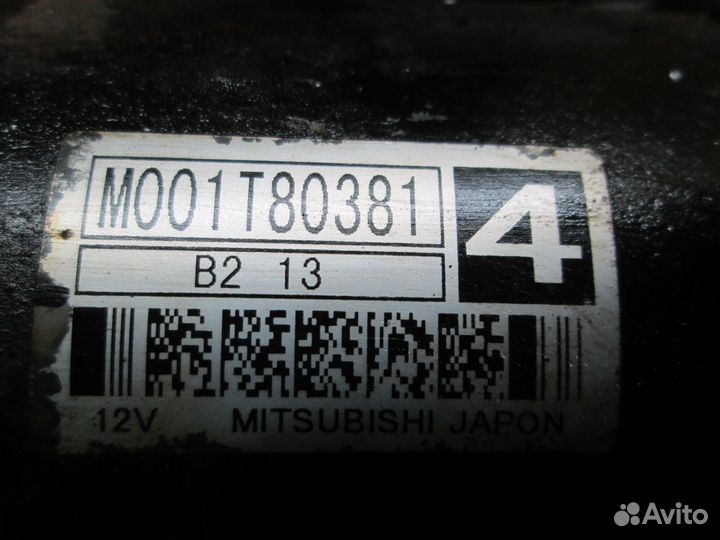 M001T80381
4
B2 13
12V MITSUBISHI JAPON
Avito